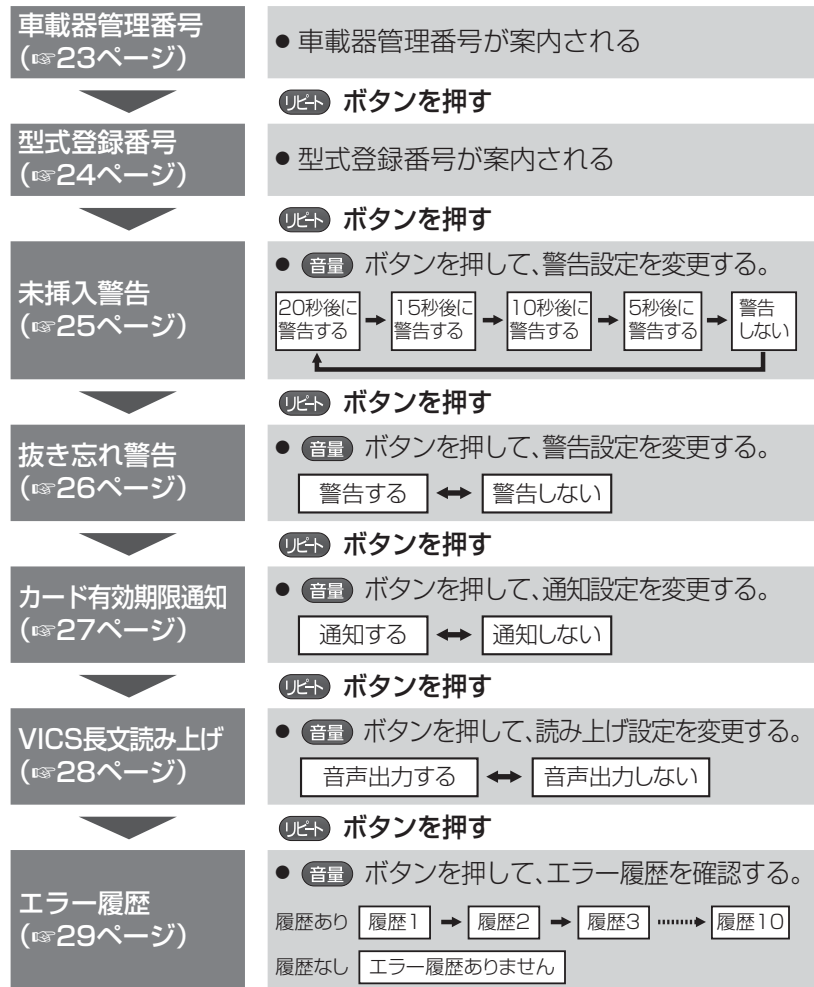 車載器管理番号
(☞23ページ)
● 車載器管理番号が案内される
リピート ボタンを押す
型式登録番号
(☞24ページ)
● 型式登録番号が案内される
リピート ボタンを押す
未挿入警告
(☞25ページ)
● 音量 ボタンを押して、警告設定を変更する。
20秒後に
警告する
15秒後に
警告する
10秒後に
警告する
5秒後に
警告する
警告
しない
リピート ボタンを押す
抜き忘れ警告
(☞26ページ)
● 音量 ボタンを押して、警告設定を変更する。
警告する ↔ 警告しない
リピート ボタンを押す
カード有効期限通知
(☞27ページ)
● 音量 ボタンを押して、通知設定を変更する。
通知する ↔ 通知しない
リピート ボタンを押す
VICS長文読み上げ
(☞28ページ)
● 音量 ボタンを押して、読み上げ設定を変更する。
音声出力する ↔ 音声出力しない
リピート ボタンを押す
エラー履歴
(☞29ページ)
● 音量 ボタンを押して、エラー履歴を確認する。
履歴あり 履歴1 → 履歴2 → 履歴3 ┈→ 履歴10
履歴なし エラー履歴ありません